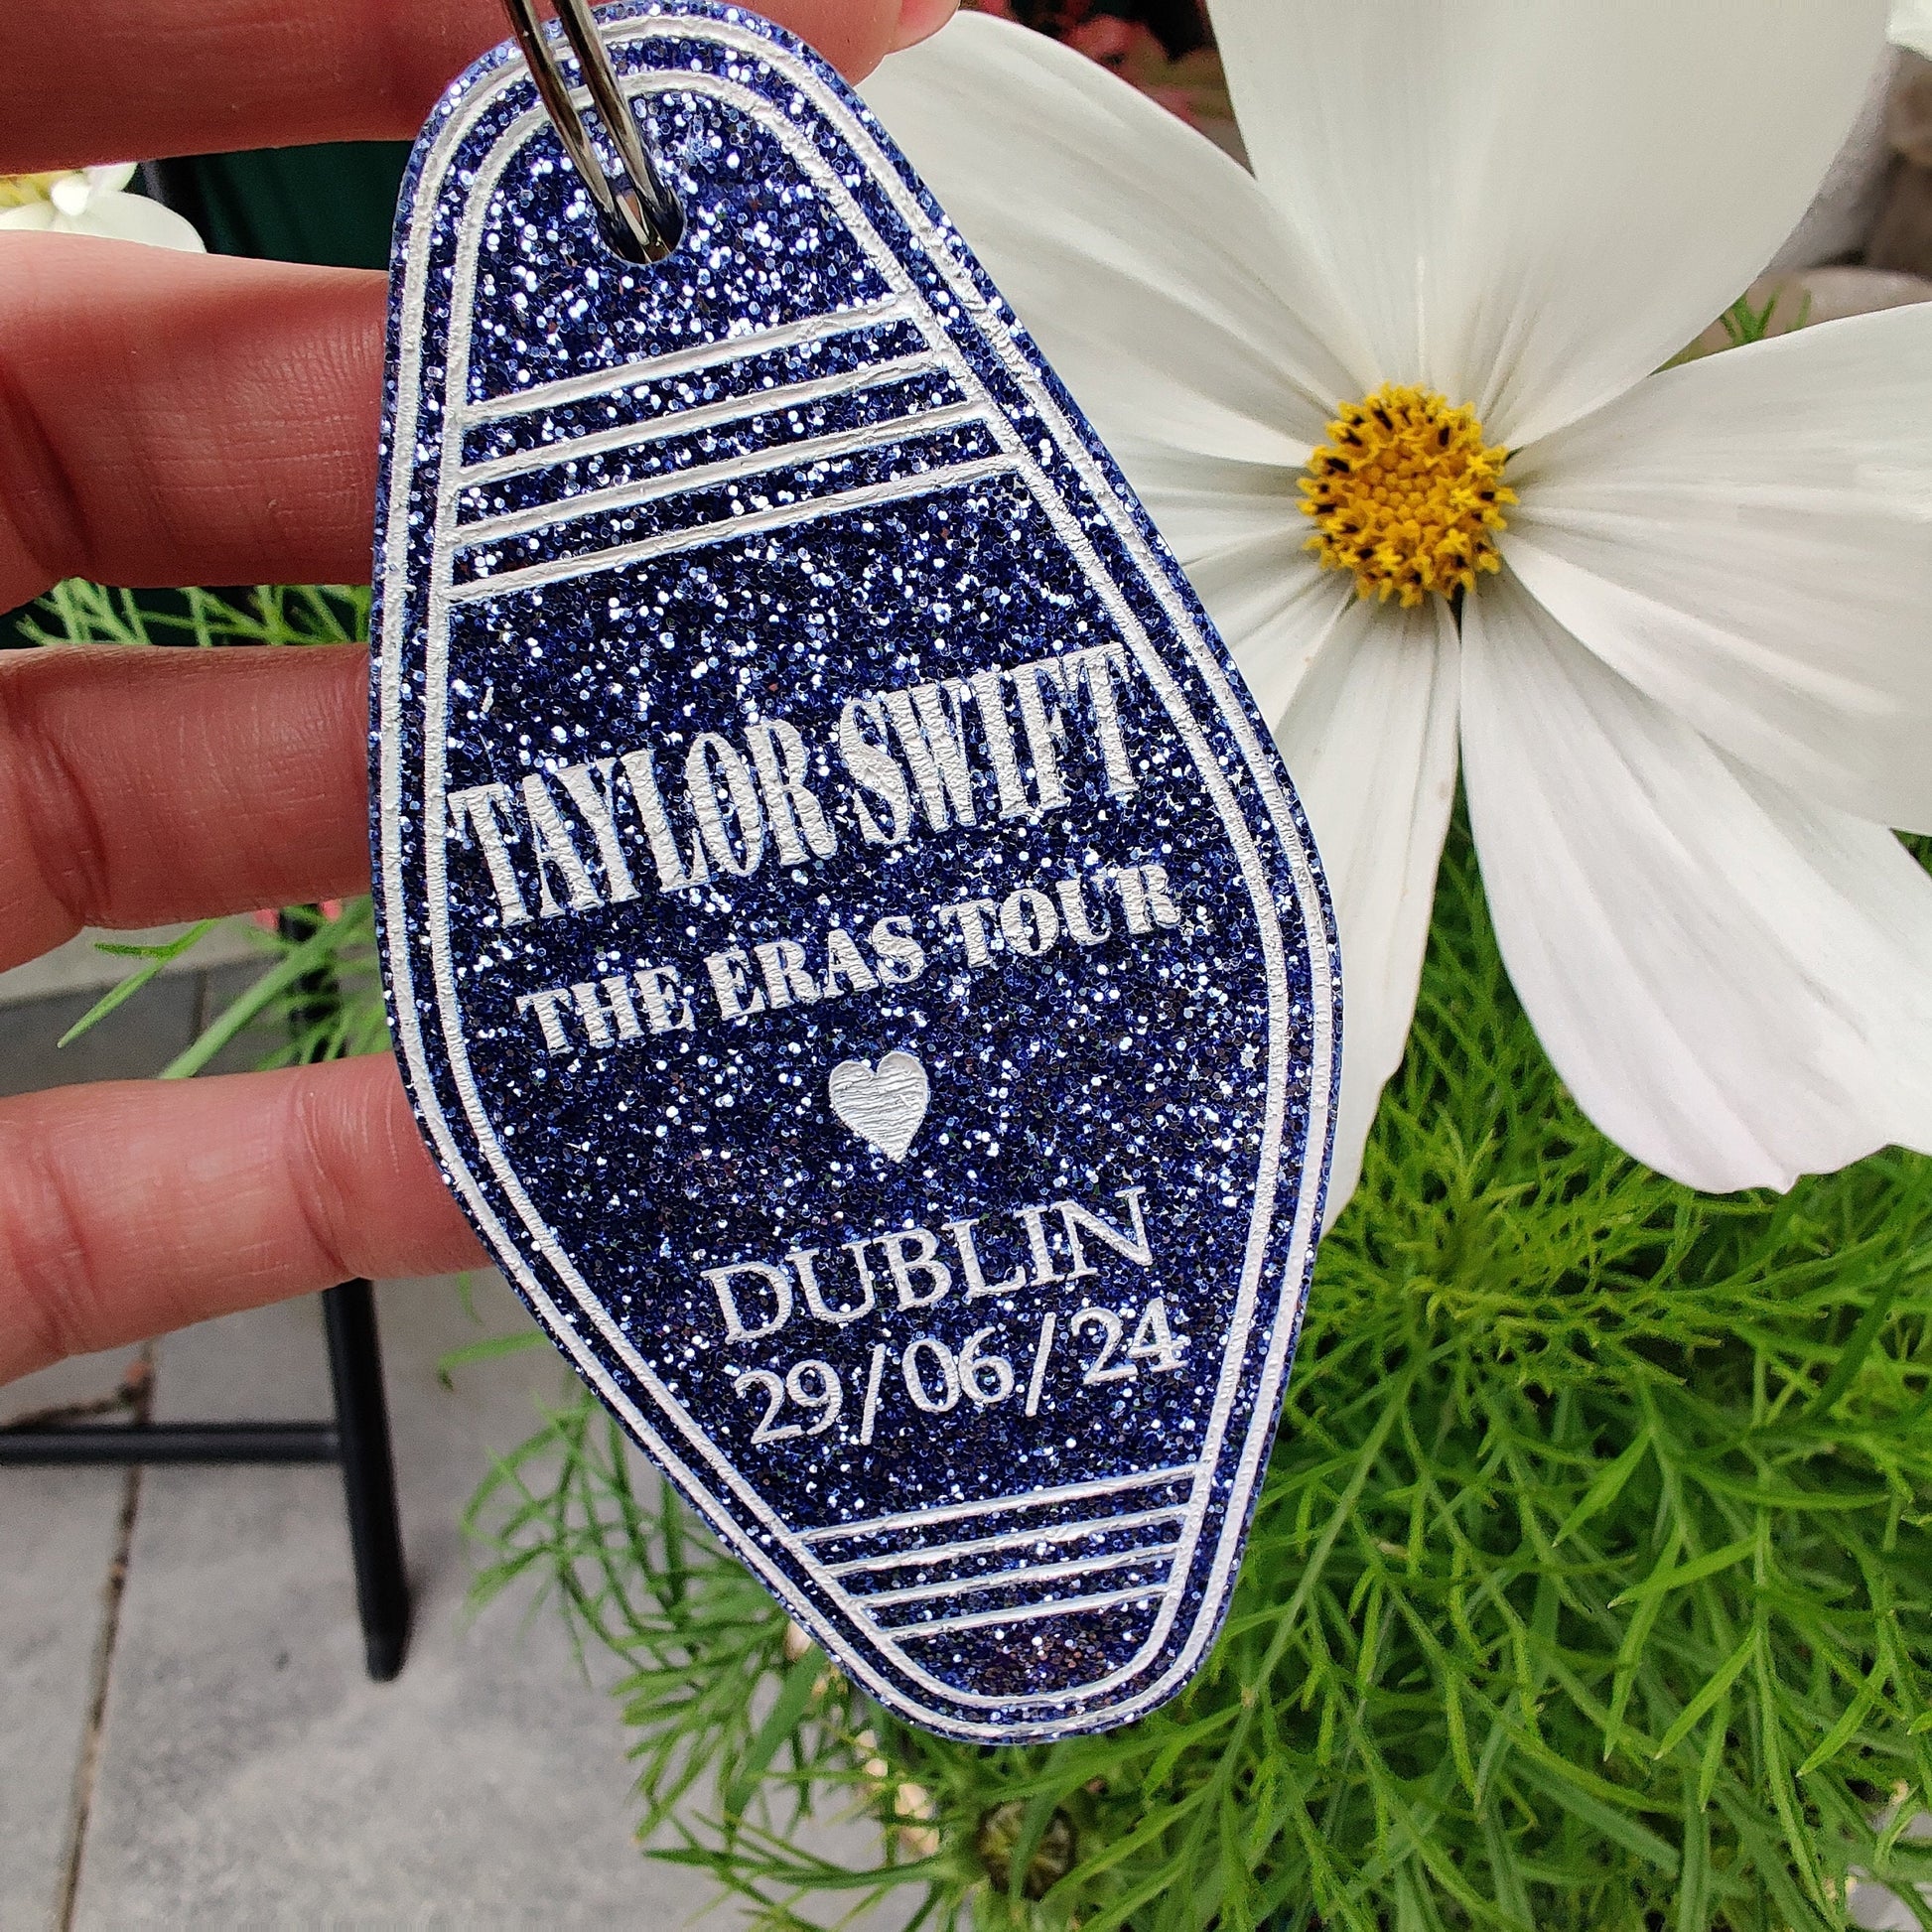 TAYLOR SWIFT
THE ERAS TOUR
DUBLIN
29/06/24